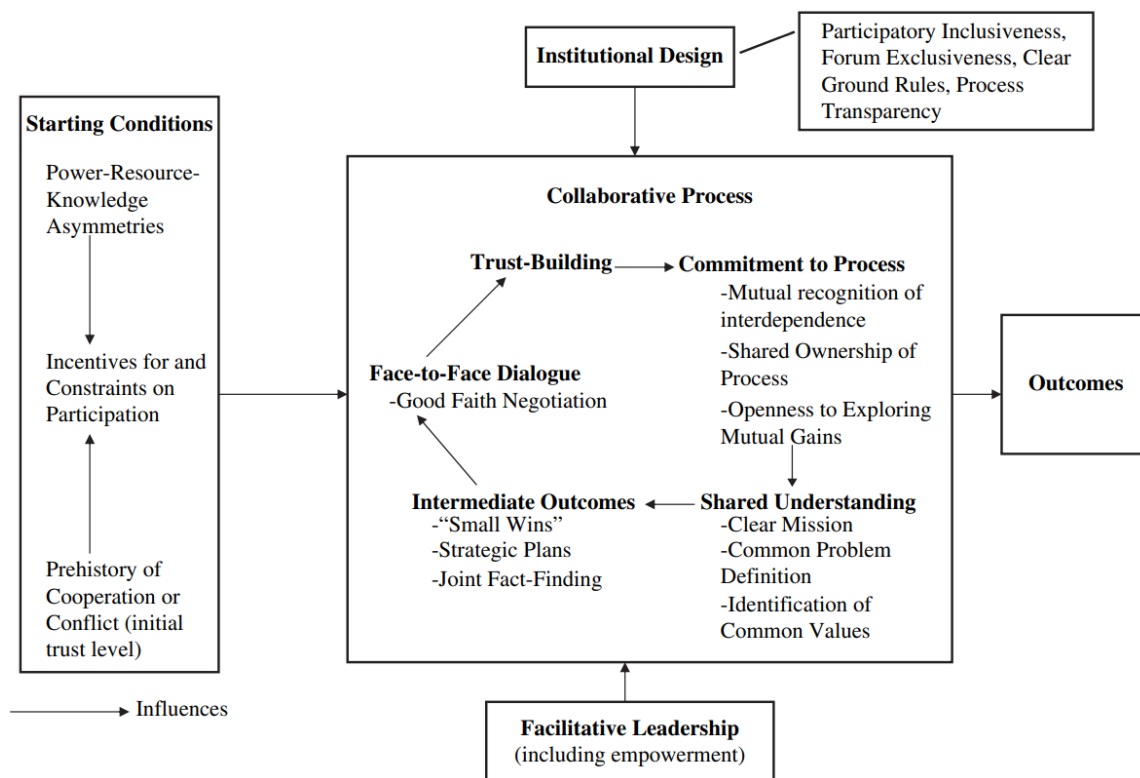 Institutional Design
Participatory Inclusiveness,
Forum Exclusiveness, Clear
Ground Rules, Process
Transparency
Starting Conditions
Power-Resource-
Knowledge
Asymmetries
Incentives for and
Constraints on
Participation
Prehistory of
Cooperation or
Conflict (initial
trust level)
Collaborative Process
Trust-Building
Commitment to Process
-Mutual recognition of
interdependence
-Shared Ownership of
Process
-Openness to Exploring
Mutual Gains
Face-to-Face Dialogue
-Good Faith Negotiation
Intermediate Outcomes
-“Small Wins”
-Strategic Plans
-Joint Fact-Finding
Shared Understanding
-Clear Mission
-Common Problem
Definition
-Identification of
Common Values
Outcomes
Influences
Facilitative Leadership
(including empowerment)